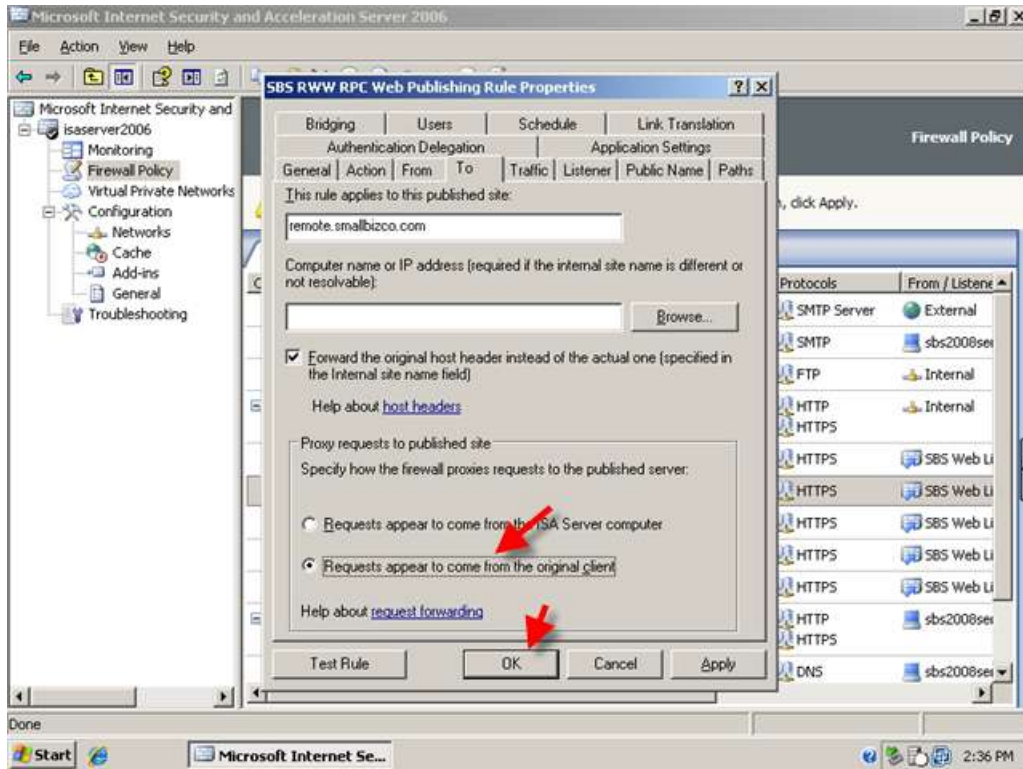 Microsoft Internet Security and Acceleration Server 2006
File Action View Help
SBS RWW RPC Web Publishing Rule Properties
Microsoft Internet Security and
isaserver2006
Monitoring
Firewall Policy
Virtual Private Networks
Configuration
Networks
Cache
Add-ins
General
Troubleshooting
Firewall Policy
, click Apply.
Bridging Users Schedule Link Translation
Authentication Delegation Application Settings
General Action From To Traffic Listener Public Name Paths
This rule applies to this published site:
remote.smallbizco.com
Computer name or IP address (required if the internal site name is different or
not resolvable):
Browse...
Forward the original host header instead of the actual one (specified in
the Internal site name field)
Help about host headers
Proxy requests to published site
Specify how the firewall proxies requests to the published server:
Requests appear to come from the ISA Server computer
Requests appear to come from the original client
Help about request forwarding
Test Rule OK Cancel Apply
Protocols From / Listene
SMTP Server External
SMTP sbs2008ser
FTP Internal
HTTP Internal
HTTPS
HTTPS SBS Web Li
HTTPS SBS Web Li
HTTPS SBS Web Li
HTTPS SBS Web Li
HTTPS SBS Web Li
HTTP sbs2008ser
HTTPS
DNS sbs2008ser
Done
Start Microsoft Internet Se... 2:36 PM